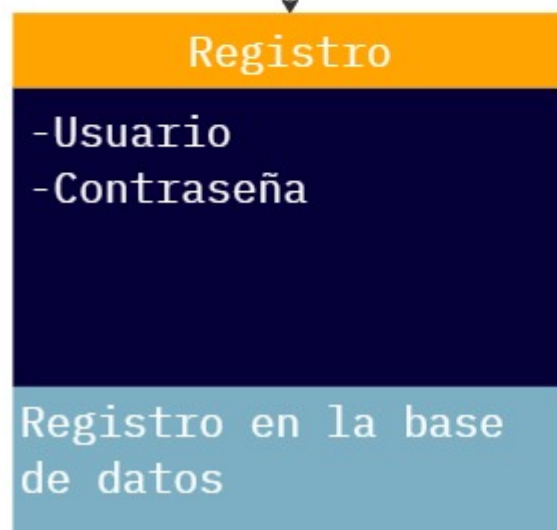 Registro
-Usuario
-Contraseña
Registro en la base
de datos